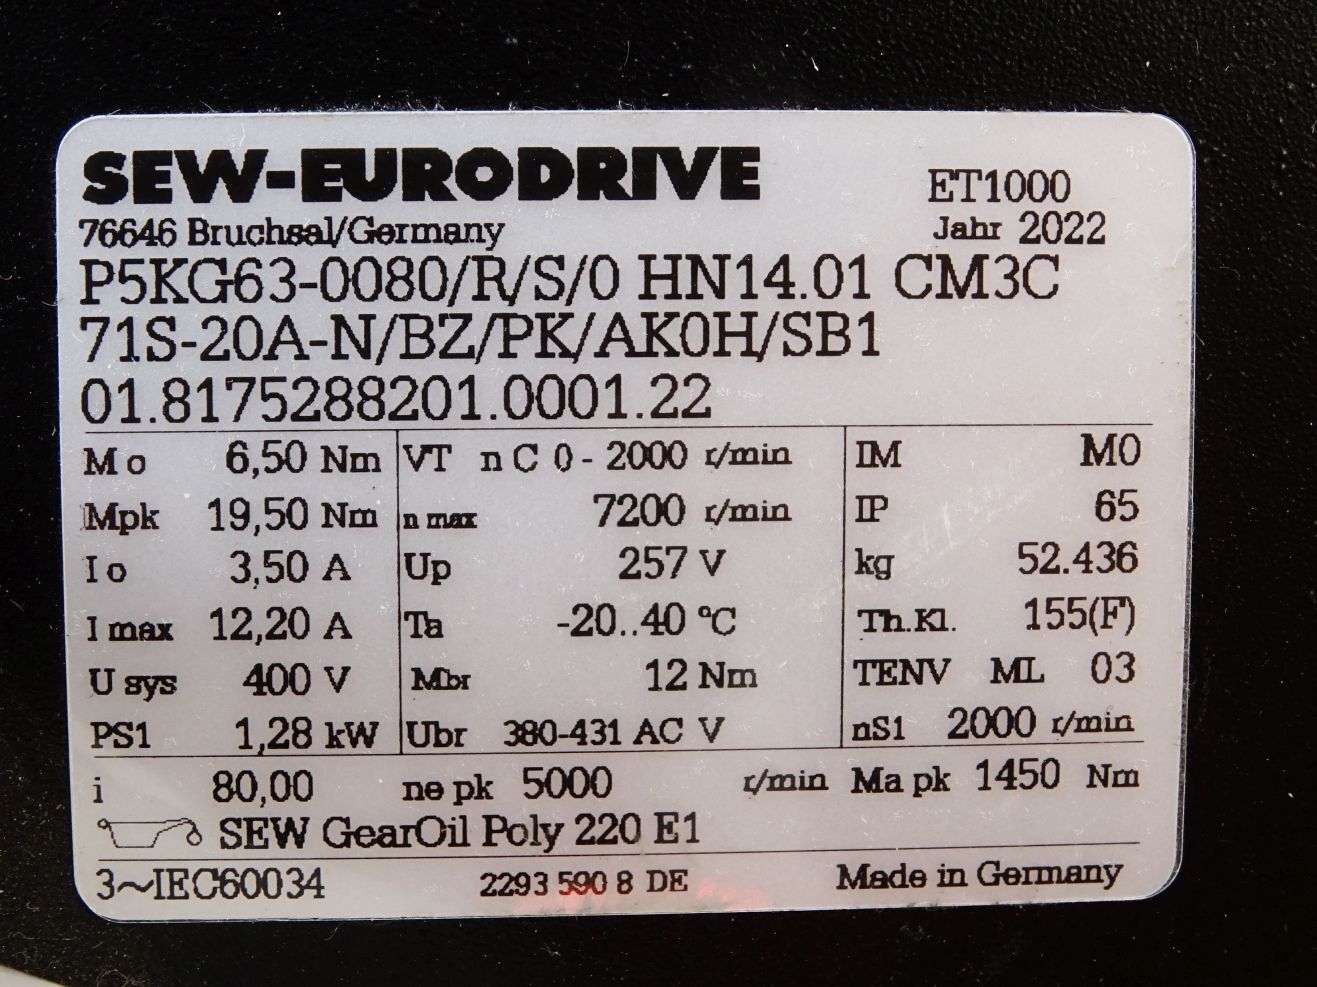 SEW-EURODRIVE
ET1000
76646 Bruchsal/Germany
Jahr 2022
P5KG63-0080/R/S/0 HN14.01 CM3C
71S-20A-N/BZ/PK/AK0H/SB1
01.8175288201.0001.22
Mo 6,50 Nm VT nC 0-2000 r/min IM M0
Mpk 19,50 Nm n max 7200 r/min IP 65
Io 3,50 A Up 257 V kg 52.436
I max 12,20 A Ta -20..40 °C Th.Kl. 155(F)
U sys 400 V Mbr 12 Nm TENV ML 03
PS1 1,28 kW Ubr 380-431 AC V nS1 2000 r/min
i 80,00 ne pk 5000 r/min Ma pk 1450 Nm
SEW GearOil Poly 220 E1
3~IEC60034 2293 590 8 DE Made in Germany